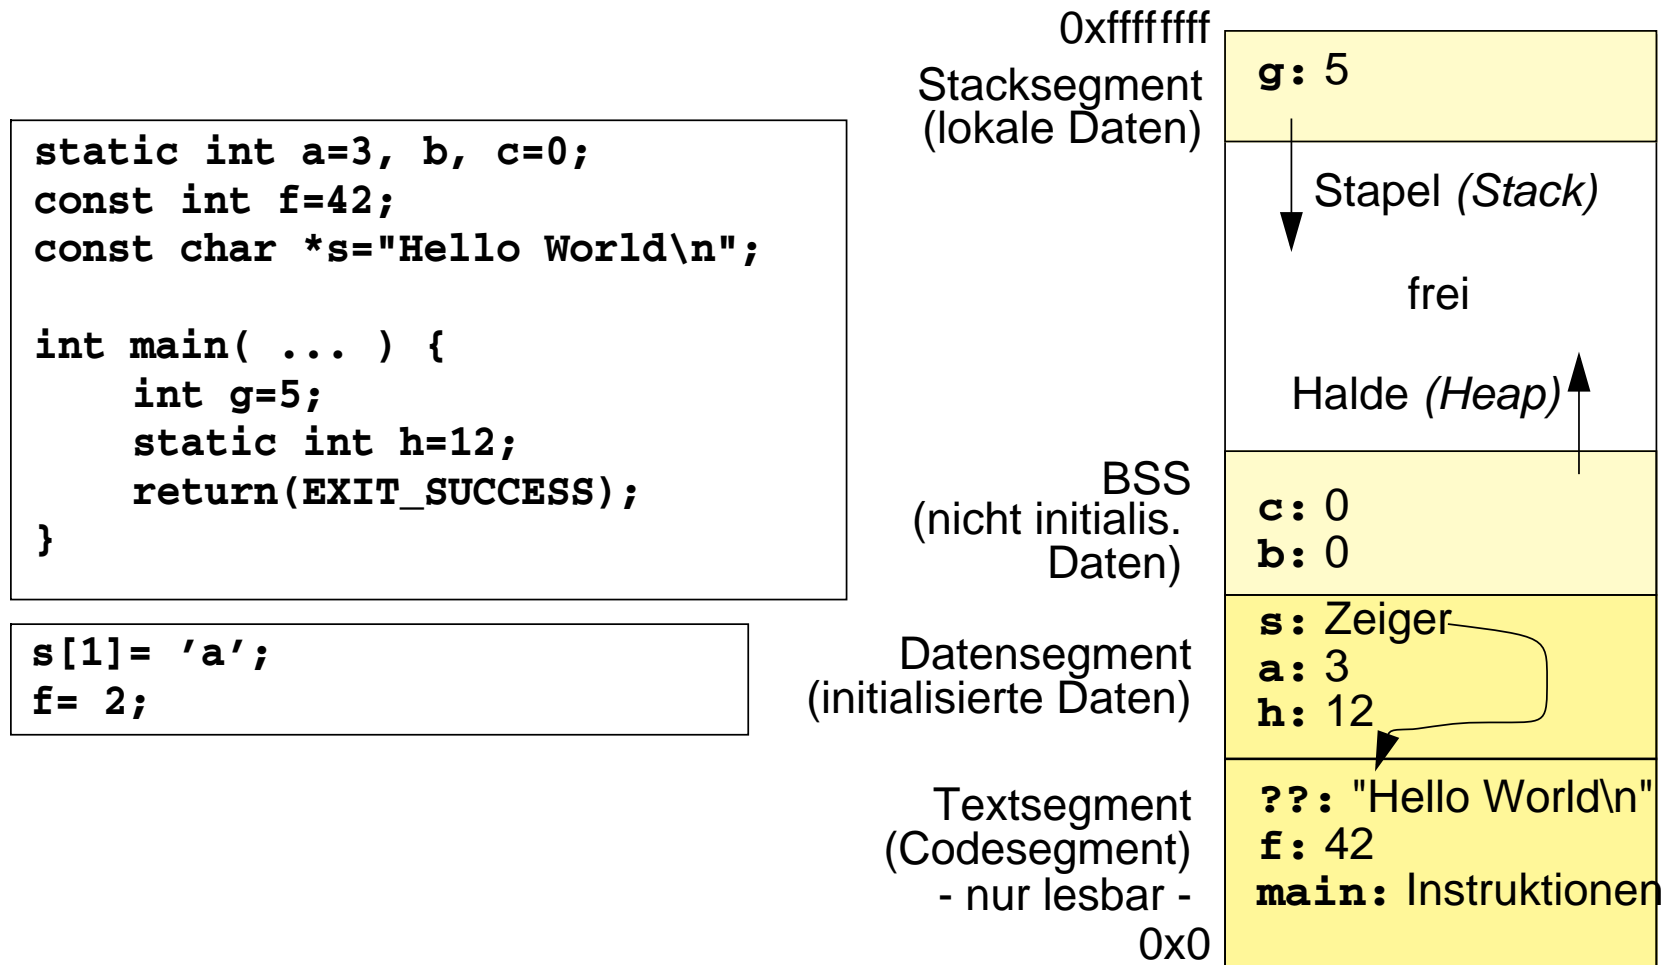 static int a=3, b, c=0;
const int f=42;
const char *s="Hello World\n";
int main( ... ) {
int g=5;
static int h=12;
return(EXIT_SUCCESS);
}
s[1]= ’a’;
f= 2;
0xffffffff
Stacksegment
(lokale Daten)
g: 5
Stapel (Stack)
frei
Halde (Heap)
BSS
(nicht initialis.
Daten)
c: 0
b: 0
Datensegment
(initialisierte Daten)
s: Zeiger
a: 3
h: 12
Textsegment
(Codesegment)
- nur lesbar -
0x0
??: "Hello World\n"
f: 42
main: Instruktionen